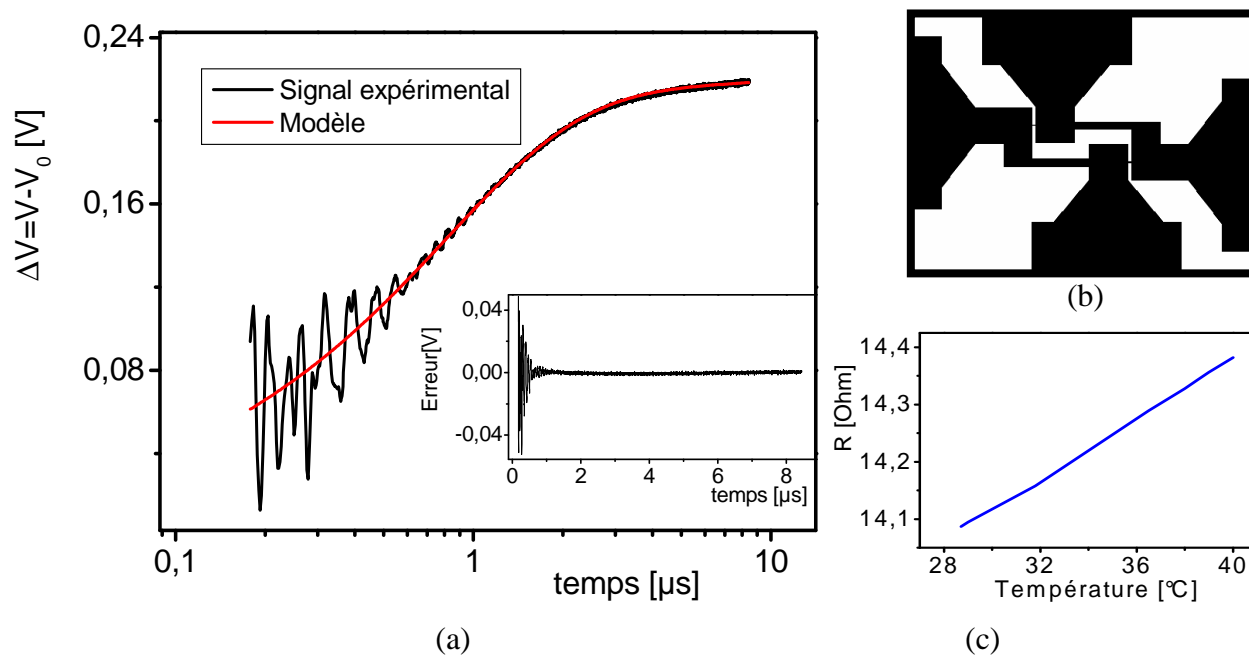 0,24
0,16
0,08
ΔV=V-V₀ [V]
Signal expérimental
Modèle
0,1
1
10
temps [µs]
0,04
0,00
-0,04
Erreur[V]
0
2
4
6
8
temps [µs]
(a)
(b)
14,4
14,3
14,2
14,1
R [Ohm]
28
32
36
40
Température [°C]
(c)